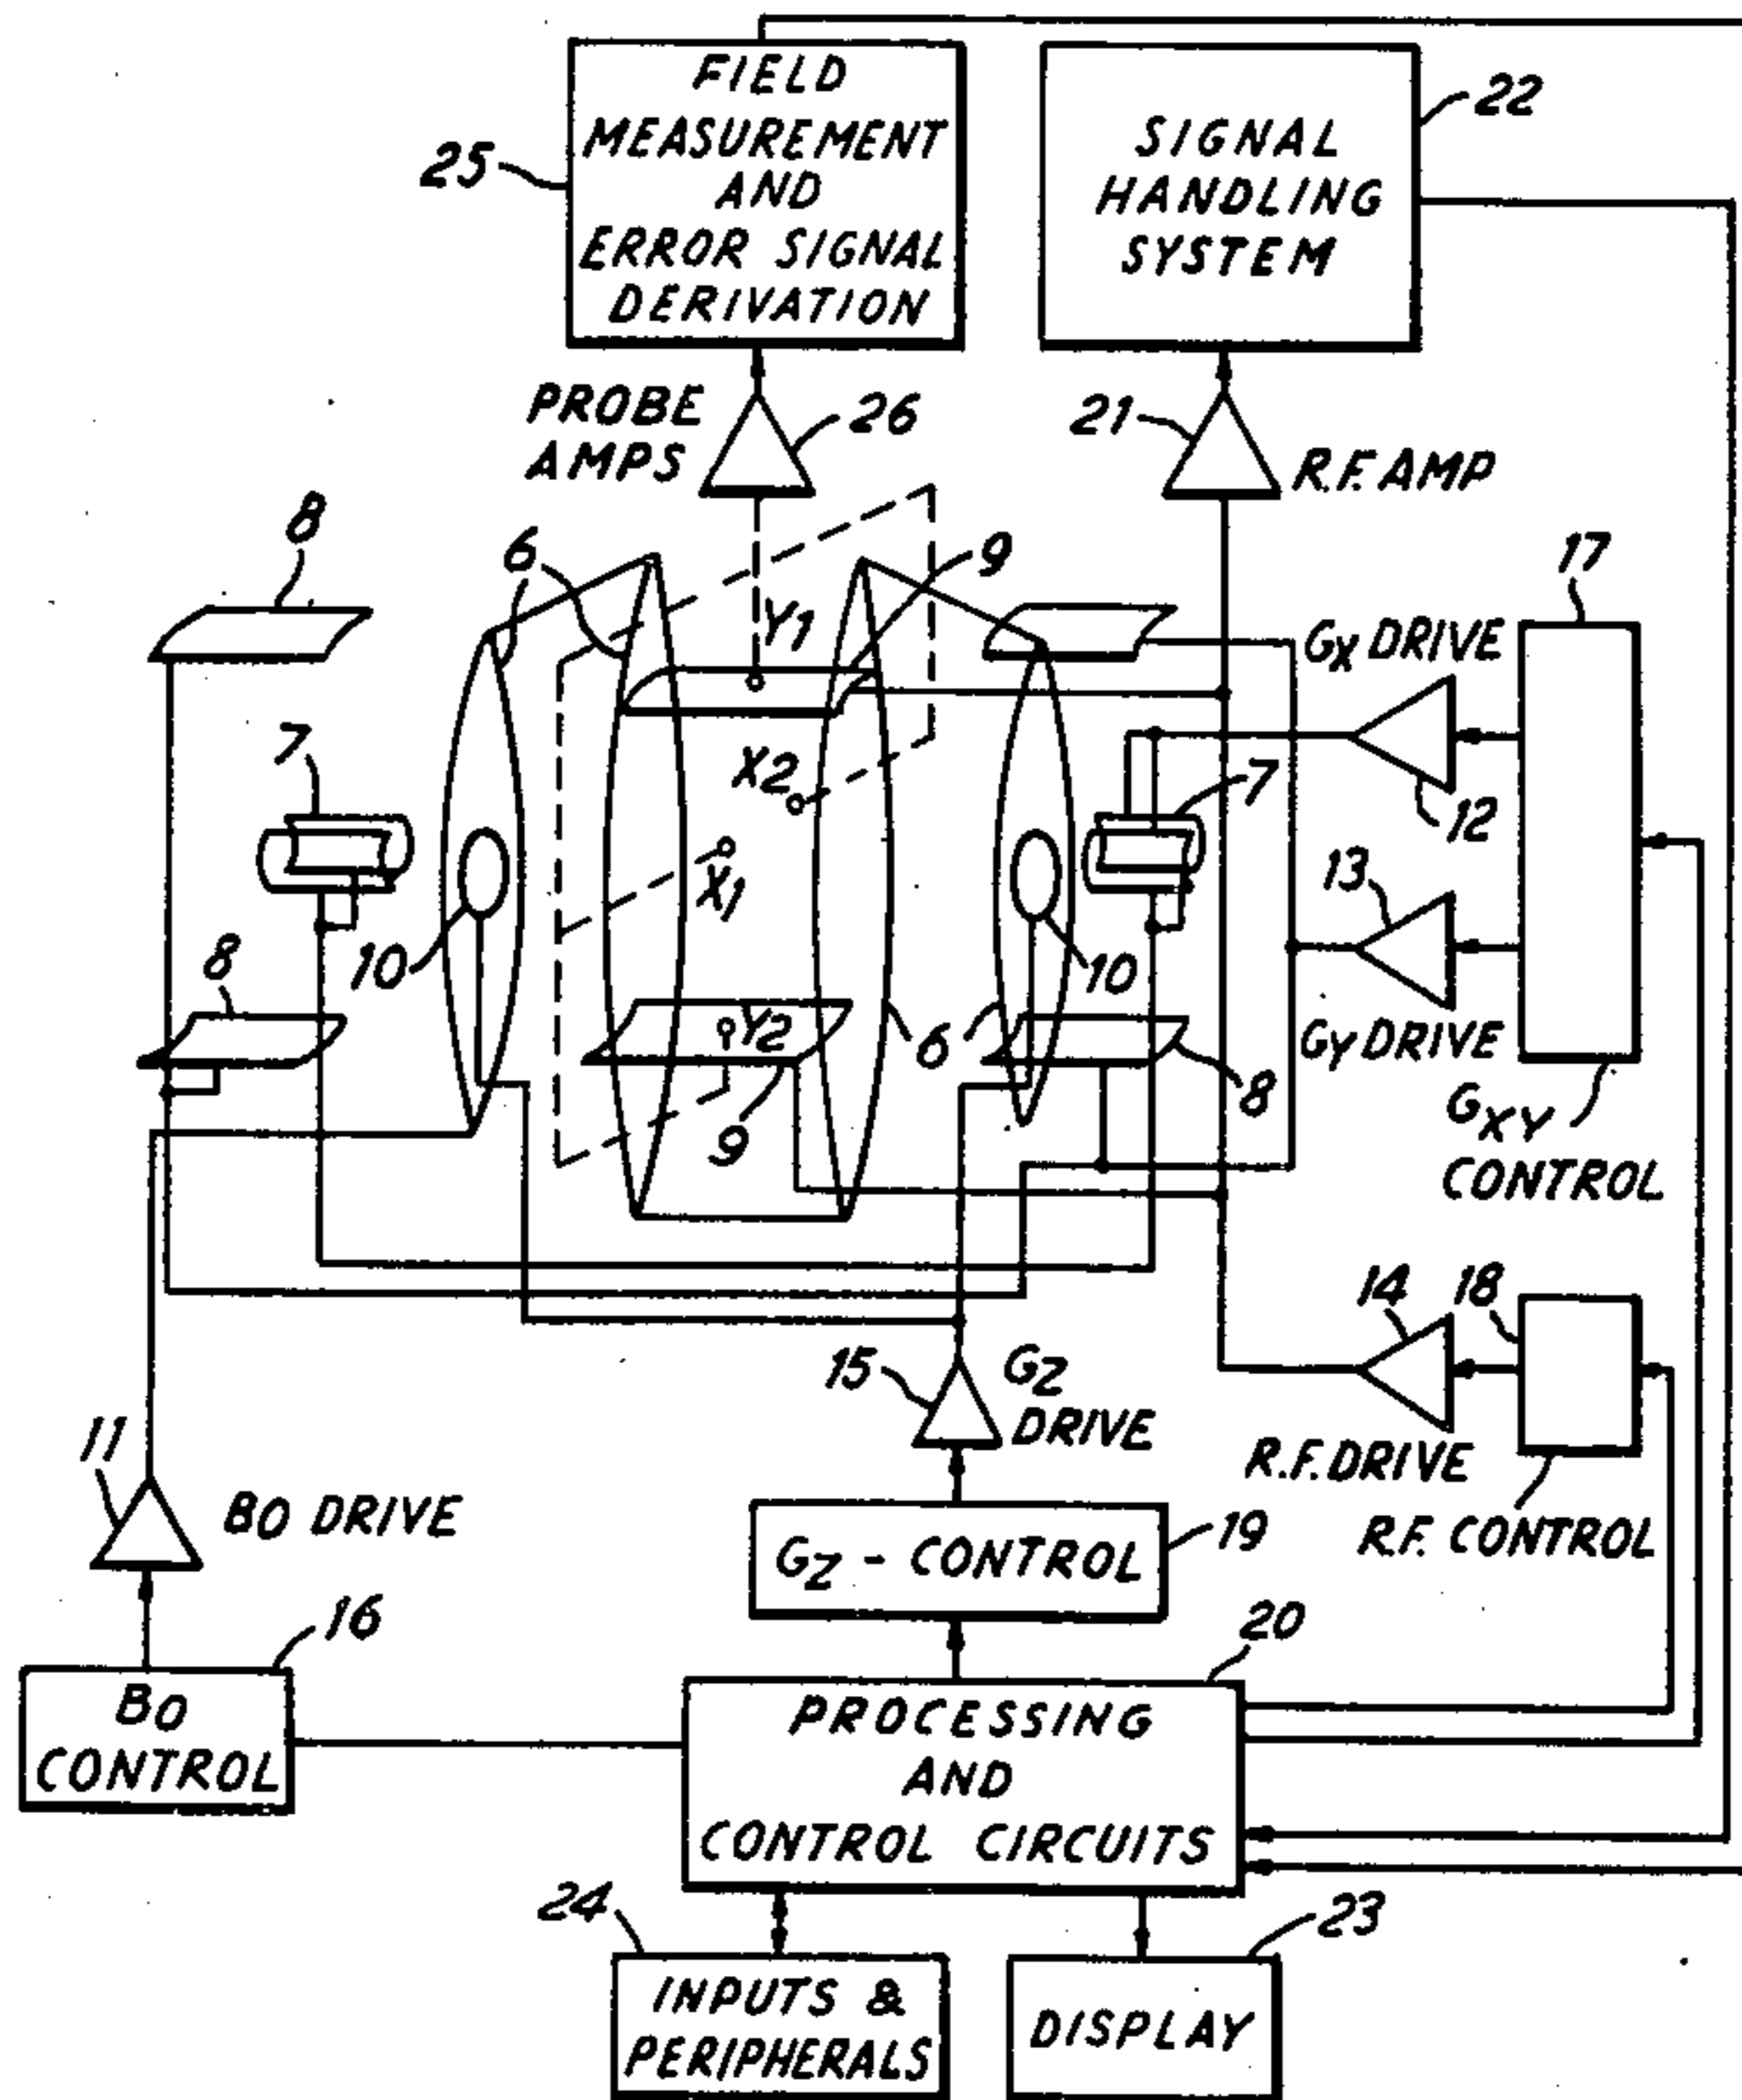 FIELD
MEASUREMENT
AND
ERROR SIGNAL
DERIVATION
25
SIGNAL
HANDLING
SYSTEM
22
PROBE
AMPS
26
21
R.F. AMP
8
6
9
17
Y1
GX DRIVE
7
X2
7
12
X1
13
10
10
8
Y2
6
GY DRIVE
8
9
GXY
CONTROL
14
18
15
GZ
DRIVE
11
B0 DRIVE
R.F. DRIVE
R.F. CONTROL
GZ - CONTROL
19
16
20
B0
CONTROL
PROCESSING
AND
CONTROL CIRCUITS
24
23
INPUTS &
PERIPHERALS
DISPLAY